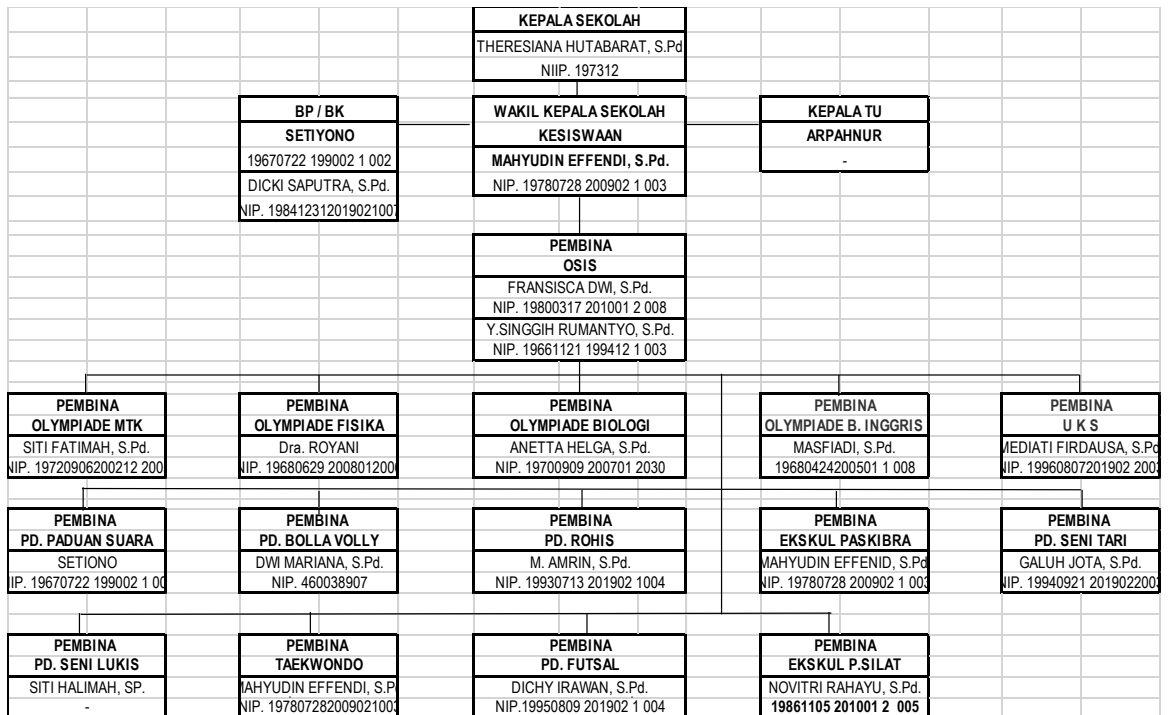 KEPALA SEKOLAH
THERESIANA HUTABARAT, S.Pd
NIIP. 197312
BP / BK
SETIYONO
19670722 199002 1 002
DICKI SAPUTRA, S.Pd.
NIP. 198412312019021007
WAKIL KEPALA SEKOLAH
KESISWAAN
MAHYUDIN EFFENDI, S.Pd.
NIP. 19780728 200902 1 003
KEPALA TU
ARPAHNUR
-
PEMBINA
OSIS
FRANSISCA DWI, S.Pd.
NIP. 19800317 201001 2 008
Y.SINGGIH RUMANTYO, S.Pd.
NIP. 19661121 199412 1 003
PEMBINA
OLYMPIADE MTK
SITI FATIMAH, S.Pd.
NIP. 19720906200212 200
PEMBINA
OLYMPIADE FISIKA
Dra. ROYANI
NIP. 19680629 200801200
PEMBINA
OLYMPIADE BIOLOGI
ANETTA HELGA, S.Pd.
NIP. 19700909 200701 2030
PEMBINA
OLYMPIADE B. INGGRIS
MASFIADI, S.Pd.
19680424200501 1 008
PEMBINA
U K S
MEDIATI FIRDAUSA, S.Pd
NIP. 19960807201902 2003
PEMBINA
PD. PADUAN SUARA
SETIONO
IIP. 19670722 199002 1 00
PEMBINA
PD. BOLLA VOLLY
DWI MARIANA, S.Pd.
NIP. 460038907
PEMBINA
PD. ROHIS
M. AMRIN, S.Pd.
NIP. 19930713 201902 1004
PEMBINA
EKSKUL PASKIBRA
MAHYUDIN EFFENID, S.Pd
NIP. 19780728 200902 1 003
PEMBINA
PD. SENI TARI
GALUH JOTA, S.Pd.
NIP. 19940921 2019022003
PEMBINA
PD. SENI LUKIS
SITI HALIMAH, SP.
-
PEMBINA
TAEKWONDO
MAHYUDIN EFFENDI, S.P
NIP. 197807282009021003
PEMBINA
PD. FUTSAL
DICHY IRAWAN, S.Pd.
NIP.19950809 201902 1 004
PEMBINA
EKSKUL P.SILAT
NOVITRI RAHAYU, S.Pd.
19861105 201001 2 005